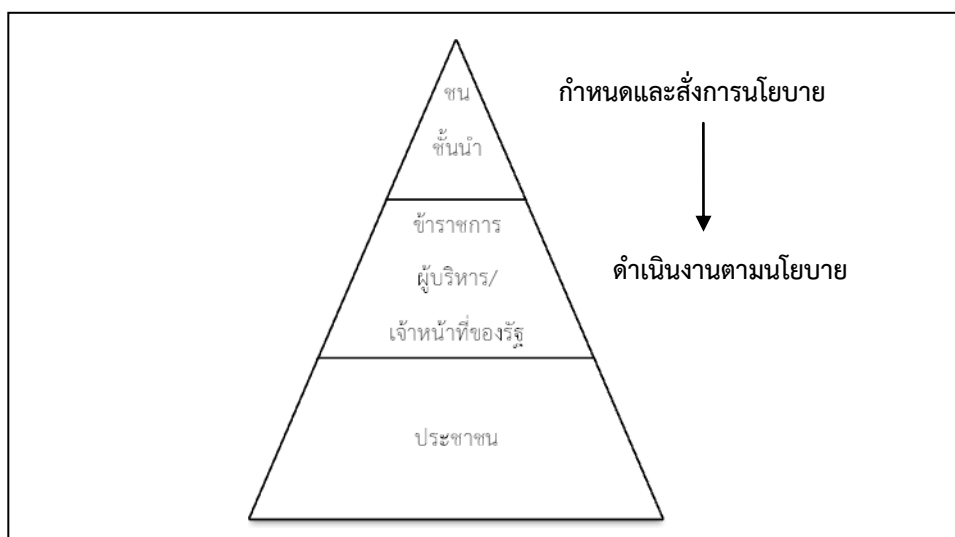 ชน
ชั้นนำ
กำหนดและสั่งการนโยบาย
ข้าราชการ
ผู้บริหาร/
เจ้าหน้าที่ของรัฐ
ดำเนินงานตามนโยบาย
ประชาชน